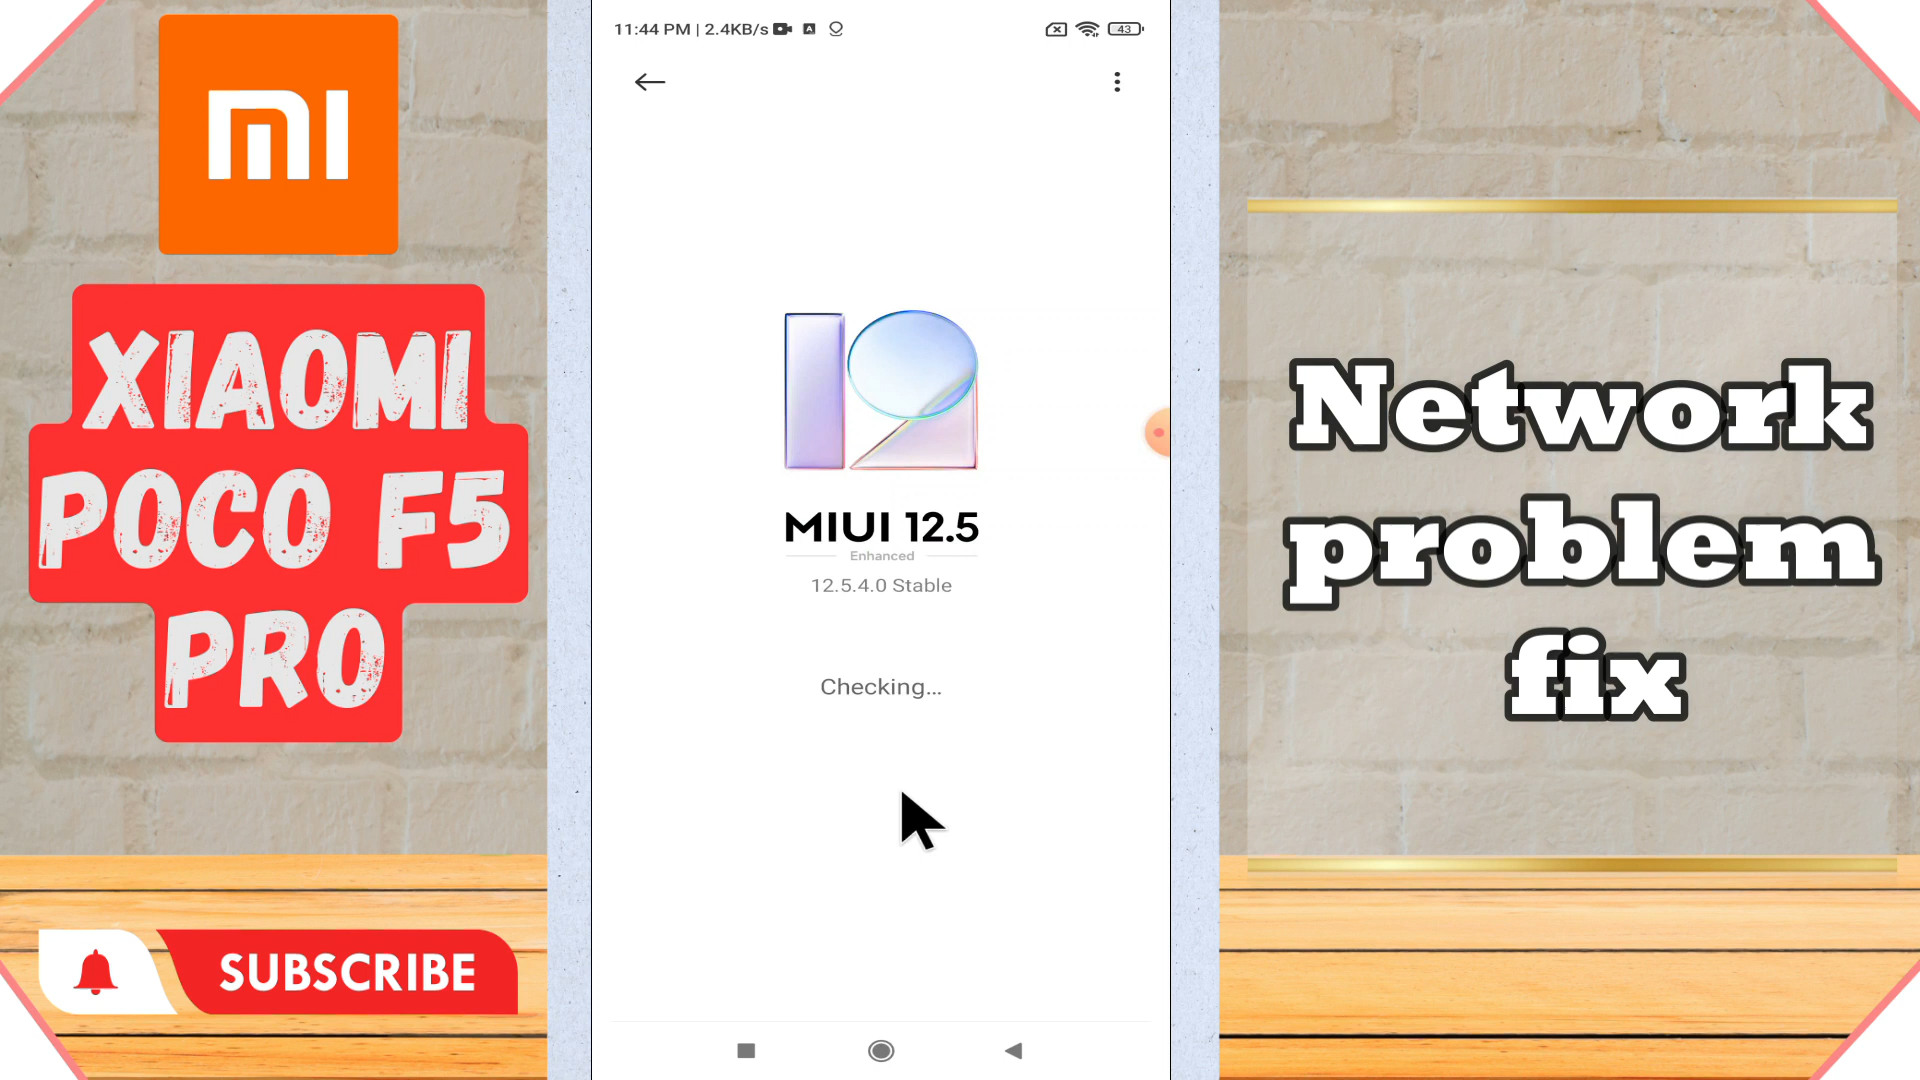 mi
XIAOMI
POCO F5
PRO
SUBSCRIBE
11:44 PM | 2.4KB/s
A
43
12
MIUI 12.5
Enhanced
12.5.4.0 Stable
Checking...
Network
problem
fix